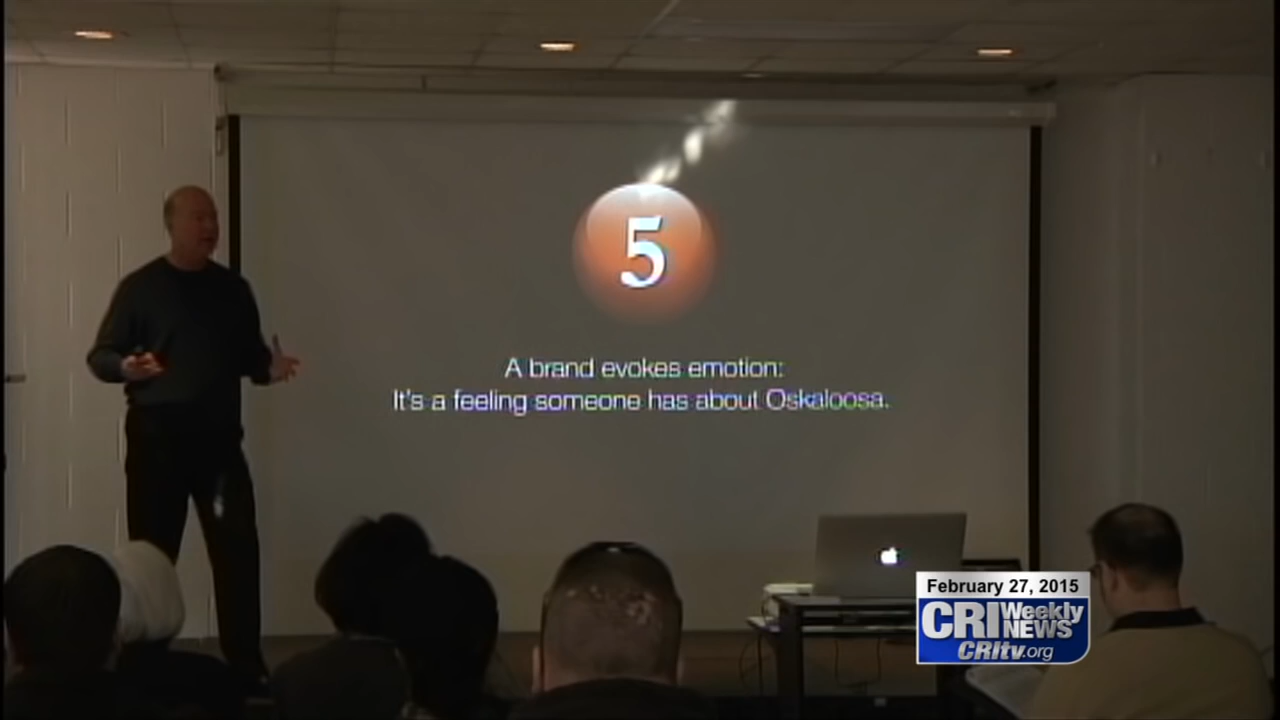 5
A brand evokes emotion:
It's a feeling someone has about Oskaloosa.
February 27, 2015
CRI Weekly
NEWS
CRItv.org